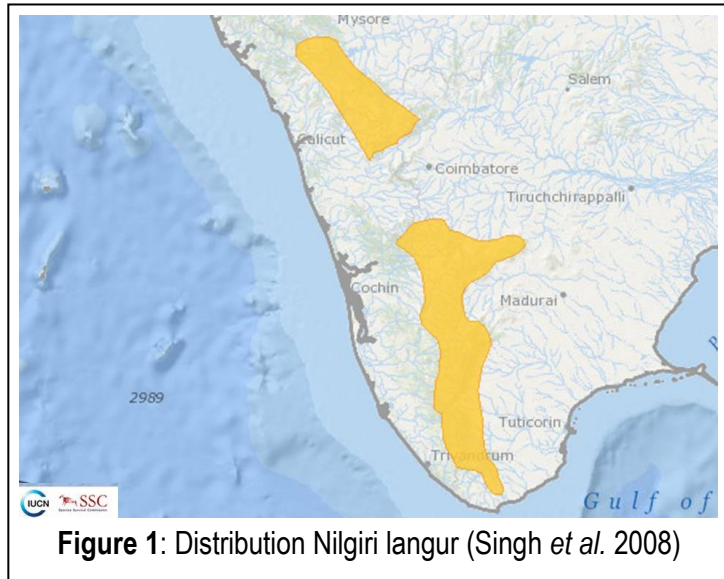 Mysore
Salem
Calicut
Coimbatore
Tiruchchirappalli
Cochin
Madurai
2989
Tuticorin
Trivandrum
Gulf of
IUCN SSC
Figure 1: Distribution Nilgiri langur (Singh et al. 2008)